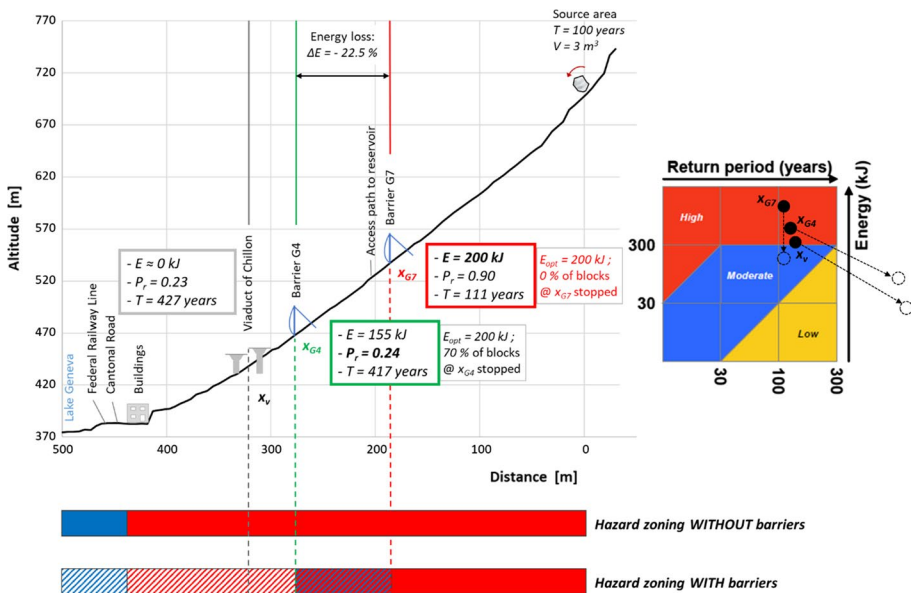 770
720
670
620
570
520
470
420
370
Altitude [m]
500
400
300
200
100
0
Distance [m]
Energy loss:
ΔE = - 22.5 %
Source area
T = 100 years
V = 3 m³
Lake Geneva
Federal Railway Line
Cantonal Road
Buildings
Viaduct of Chillon
Barrier G4
Access path to reservoir
Barrier G7
- E ≈ 0 kJ
- Pr = 0.23
- T = 427 years
xv
xG4
- E = 155 kJ
- Pr = 0.24
- T = 417 years
Eopt = 200 kJ ;
70 % of blocks
@ xG4 stopped
xG7
- E = 200 kJ
- Pr = 0.90
- T = 111 years
Eopt = 200 kJ ;
0 % of blocks
@ xG7 stopped
Return period (years)
Energy (kJ)
High
Moderate
Low
xG7
xG4
xv
300
30
30
100
300
Hazard zoning WITHOUT barriers
Hazard zoning WITH barriers